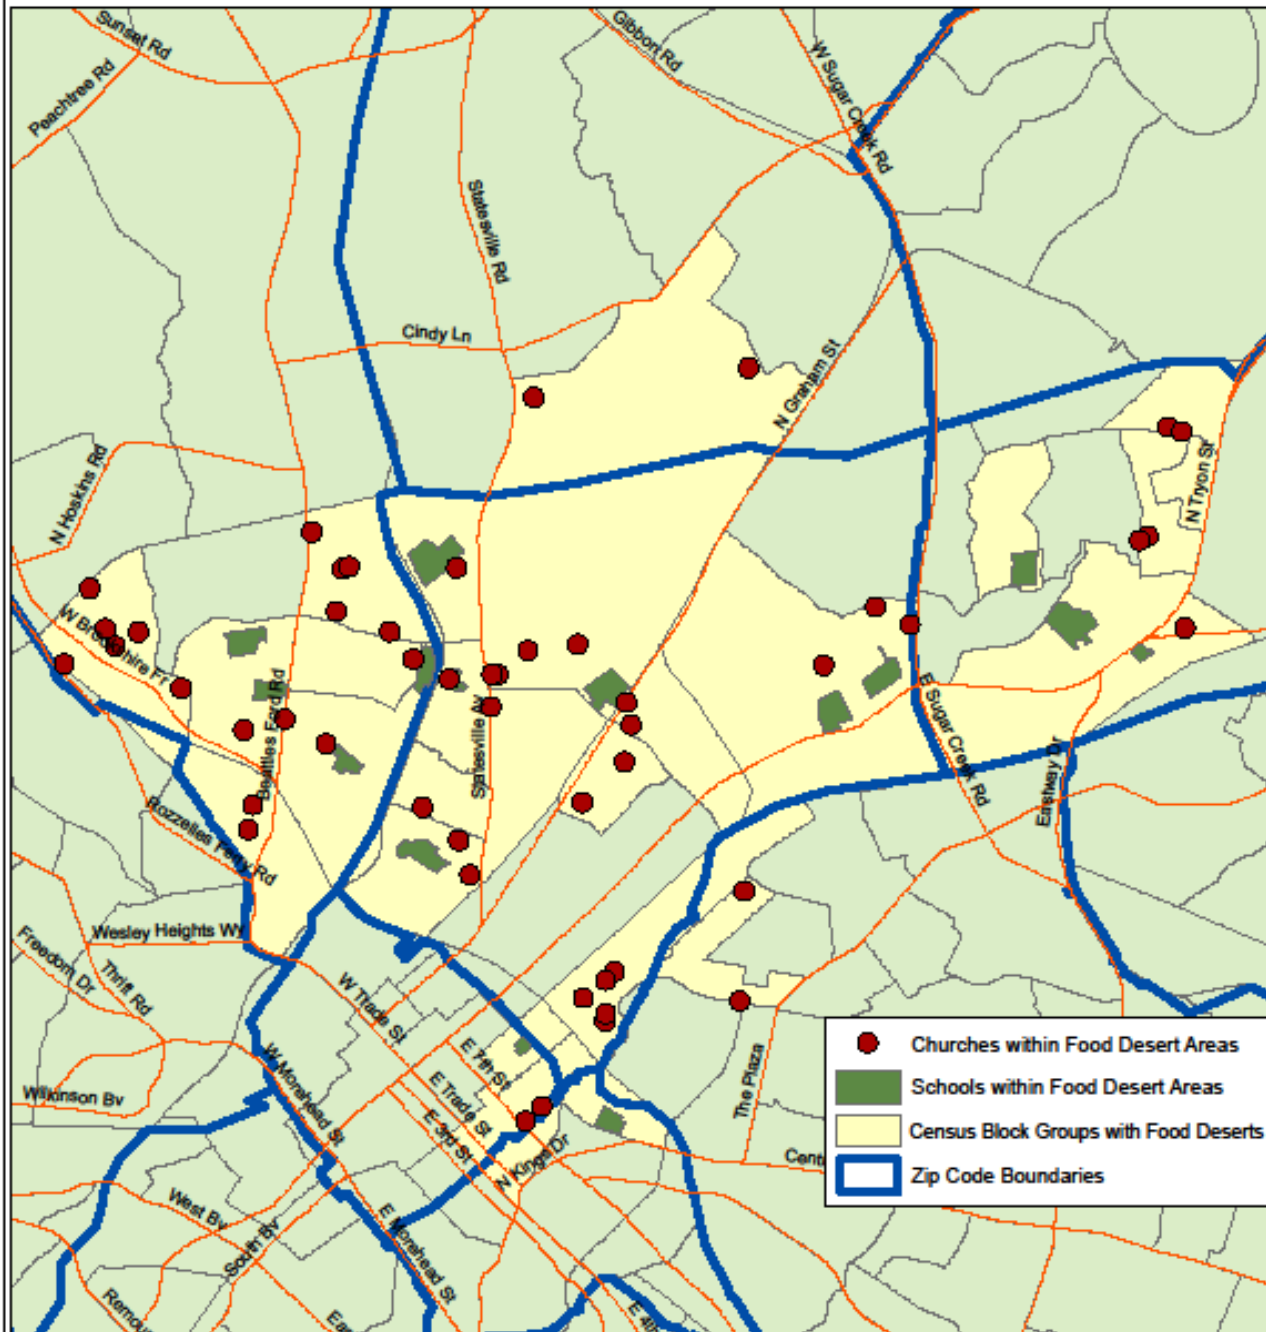 Sunset Rd
Gibbon Rd
W Sugar Creek Rd
Peachtree Rd
Statesville Rd
Cindy Ln
N Graham St
N Hoskins Rd
N Tryon St
W Brookshire Fr
Beatties Ford Rd
Statesville Av
E Sugar Creek Rd
Eastway Dr
Rozzelles Ferry Rd
Wesley Heights Wy
Freedom Dr
Thrift Rd
W Trade St
E 7th St
E Trade St
E 3rd St
W Morehead St
Wilkinson Bv
The Plaza
N Kings Dr
Cent
West Bv
South Bv
E Morehead St
Remou
Eas
E 4th
Churches within Food Desert Areas
Schools within Food Desert Areas
Census Block Groups with Food Deserts
Zip Code Boundaries